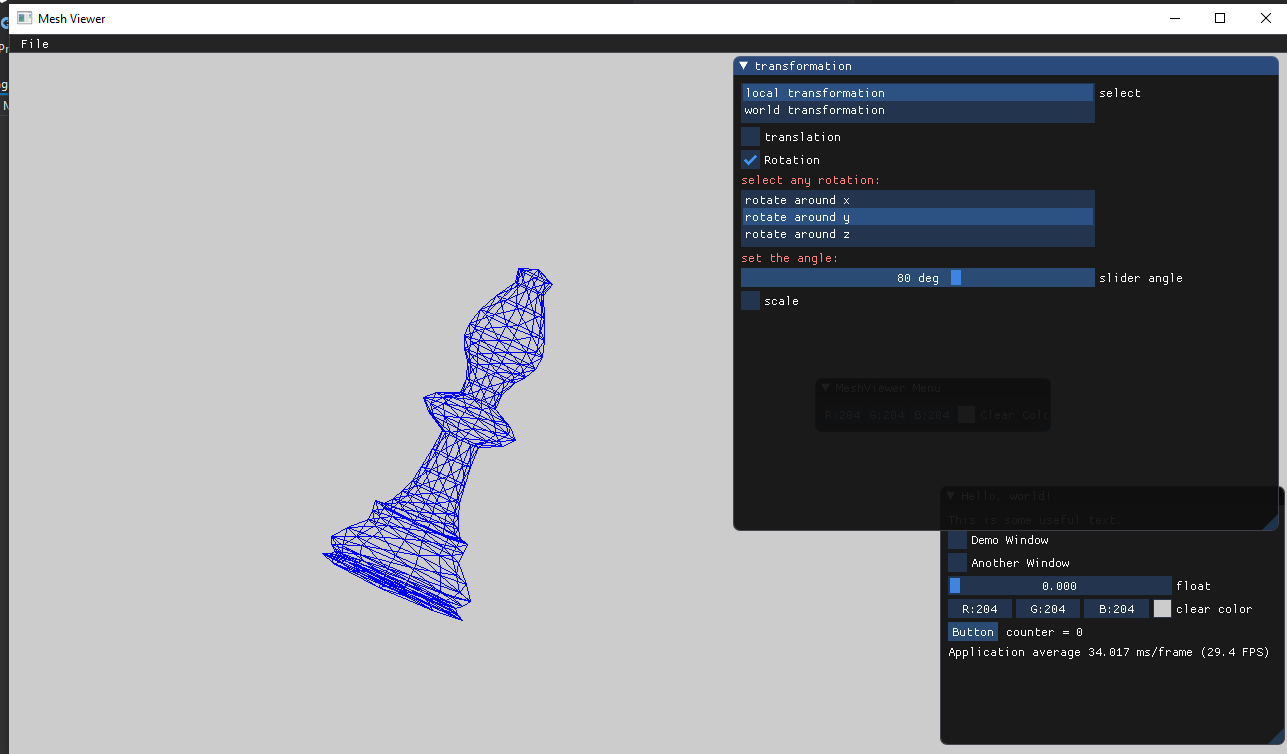 Mesh Viewer
File
transformation
local transformation
select
world transformation
translation
Rotation
select any rotation:
rotate around x
rotate around y
rotate around z
set the angle:
80 deg
slider angle
scale
MeshViewer Menu
R:204 G:204 B:204 Clear
Hello, world!
This is some useful text.
Demo Window
Another Window
0.000 float
R:204 G:204 B:204 clear color
Button counter = 0
Application average 34.017 ms/frame (29.4 FPS)